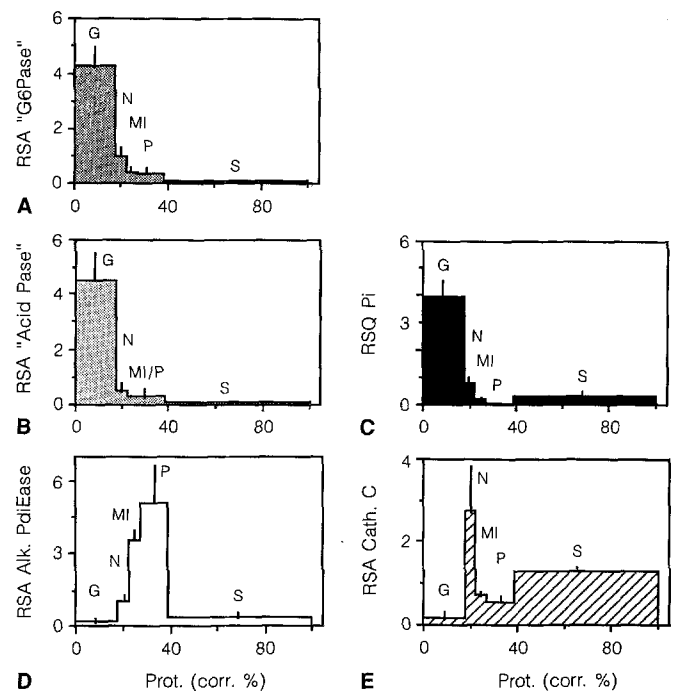 6
4
2
0
RSA "G6Pase"
G
N
MI
P
S
0 40 80
A
6
3
0
RSA "Acid Pase"
G
N
MI/P
S
0 40 80
B
6
3
0
RSQ Pi
G
N
MI
P
S
0 40 80
C
6
3
0
RSA Alk. PdiEase
G
N
MI
P
S
0 40 80
D Prot. (corr. %)
4
2
0
RSA Cath. C
G
N
MI
P
S
0 40 80
E Prot. (corr. %)